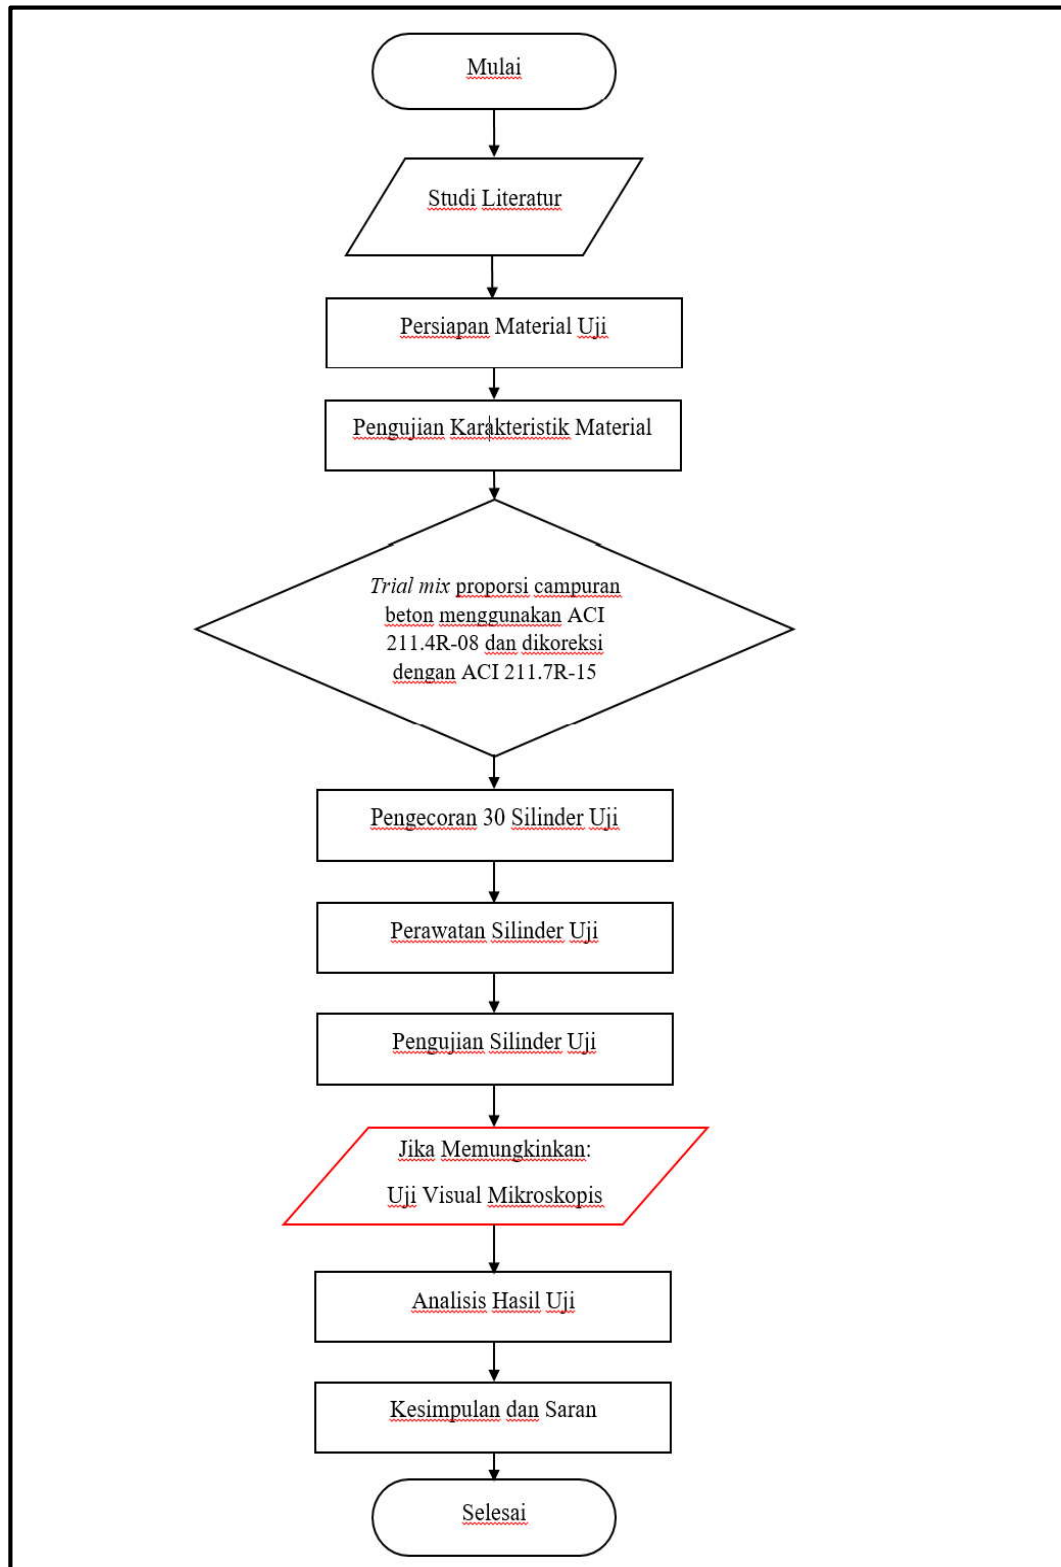 Mulai
Studi Literatur
Persiapan Material Uji
Pengujian Karakteristik Material
Trial mix proporsi campuran
beton menggunakan ACI
211.4R-08 dan dikoreksi
dengan ACI 211.7R-15
Pengecoran 30 Silinder Uji
Perawatan Silinder Uji
Pengujian Silinder Uji
Jika Memungkinkan:
Uji Visual Mikroskopis
Analisis Hasil Uji
Kesimpulan dan Saran
Selesai